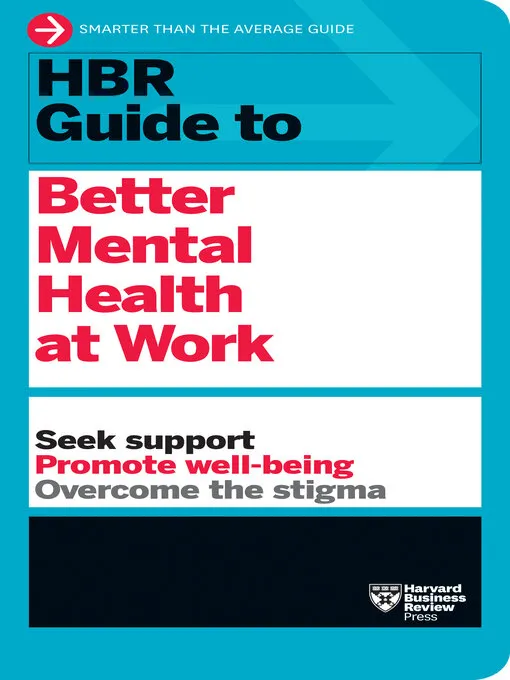 SMARTER THAN THE AVERAGE GUIDE
HBR
Guide to
Better
Mental
Health
at Work
Seek support
Promote well-being
Overcome the stigma
Harvard
Business
Review
Press